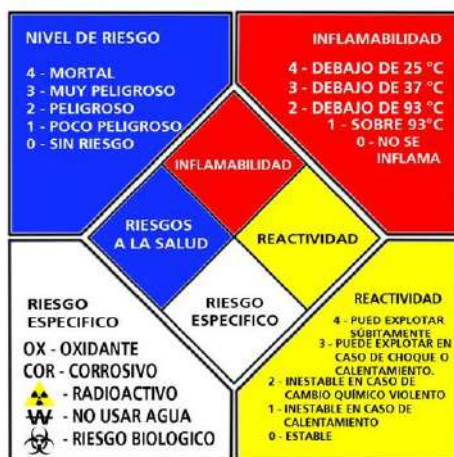 NIVEL DE RIESGO
4 - MORTAL
3 - MUY PELIGROSO
2 - PELIGROSO
1 - POCO PELIGROSO
0 - SIN RIESGO
INFLAMABILIDAD
4 - DEBAJO DE 25 °C
3 - DEBAJO DE 37 °C
2 - DEBAJO DE 93 °C
1 - SOBRE 93°C
0 - NO SE
INFLAMA
INFLAMABILIDAD
RIESGOS
A LA SALUD
REACTIVIDAD
RIESGO
ESPECIFICO
RIESGO
ESPECIFICO
OX - OXIDANTE
COR - CORROSIVO
- RADIOACTIVO
W - NO USAR AGUA
- RIESGO BIOLOGICO
REACTIVIDAD
4 - PUED EXPLOTAR
SÚBITAMENTE
3 - PUEDE EXPLOTAR EN
CASO DE CHOQUE O
CALENTAMIENTO.
2 - INESTABLE EN CASO DE
CAMBIO QUÍMICO VIOLENTO
1 - INESTABLE EN CASO DE
CALENTAMIENTO
0 - ESTABLE